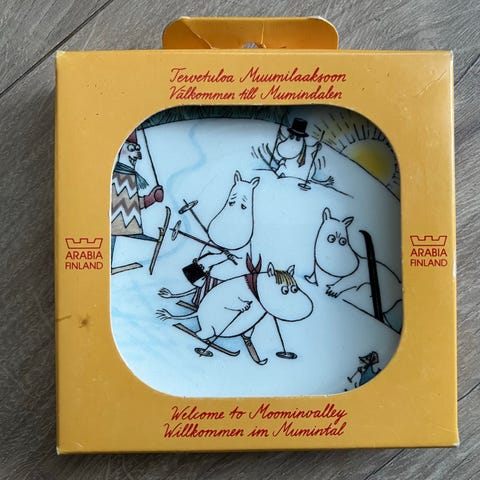 Tervetuloa Muumilaaksoon
Välkommen till Mumindalen
ARABIA
FINLAND
ARABIA
FINLAND
Welcome to Moominvalley
Willkommen im Mumintal